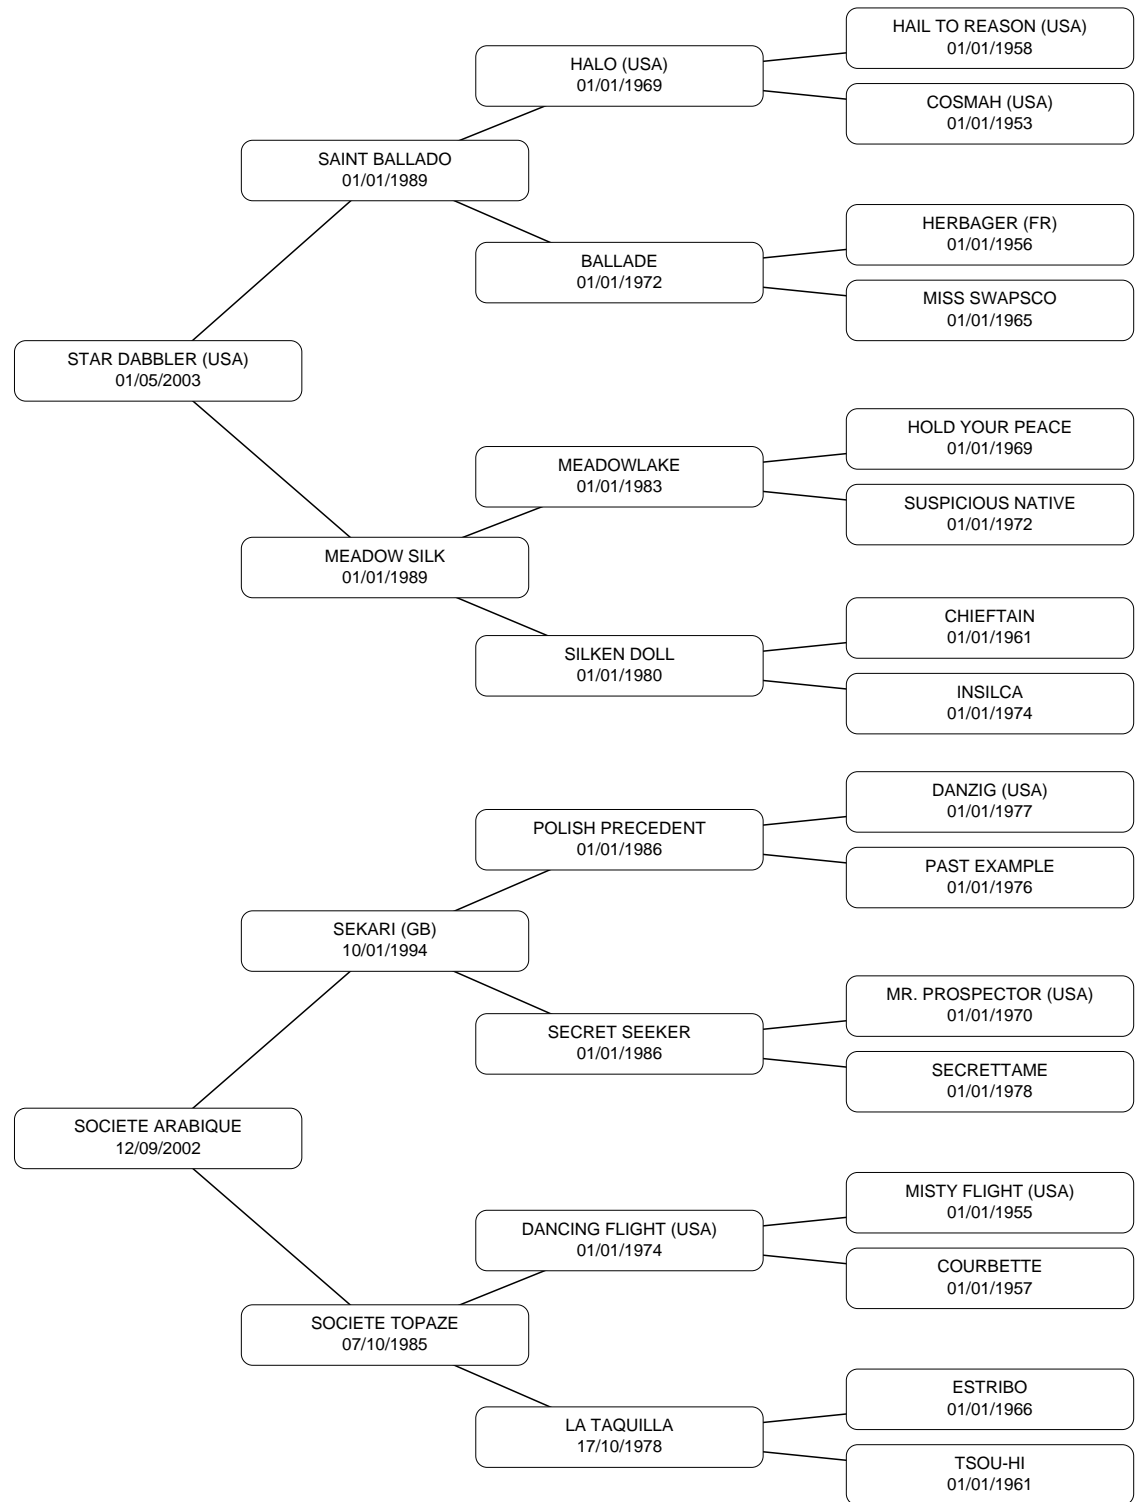 HAIL TO REASON (USA)
01/01/1958
HALO (USA)
01/01/1969
COSMAH (USA)
01/01/1953
SAINT BALLADO
01/01/1989
HERBAGER (FR)
01/01/1956
BALLADE
01/01/1972
MISS SWAPSCO
01/01/1965
STAR DABBLER (USA)
01/05/2003
HOLD YOUR PEACE
01/01/1969
MEADOWLAKE
01/01/1983
SUSPICIOUS NATIVE
01/01/1972
MEADOW SILK
01/01/1989
CHIEFTAIN
01/01/1961
SILKEN DOLL
01/01/1980
INSILCA
01/01/1974
DANZIG (USA)
01/01/1977
POLISH PRECEDENT
01/01/1986
PAST EXAMPLE
01/01/1976
SEKARI (GB)
10/01/1994
MR. PROSPECTOR (USA)
01/01/1970
SECRET SEEKER
01/01/1986
SECRETTAME
01/01/1978
SOCIETE ARABIQUE
12/09/2002
MISTY FLIGHT (USA)
01/01/1955
DANCING FLIGHT (USA)
01/01/1974
COURBETTE
01/01/1957
SOCIETE TOPAZE
07/10/1985
ESTRIBO
01/01/1966
LA TAQUILLA
17/10/1978
TSOU-HI
01/01/1961